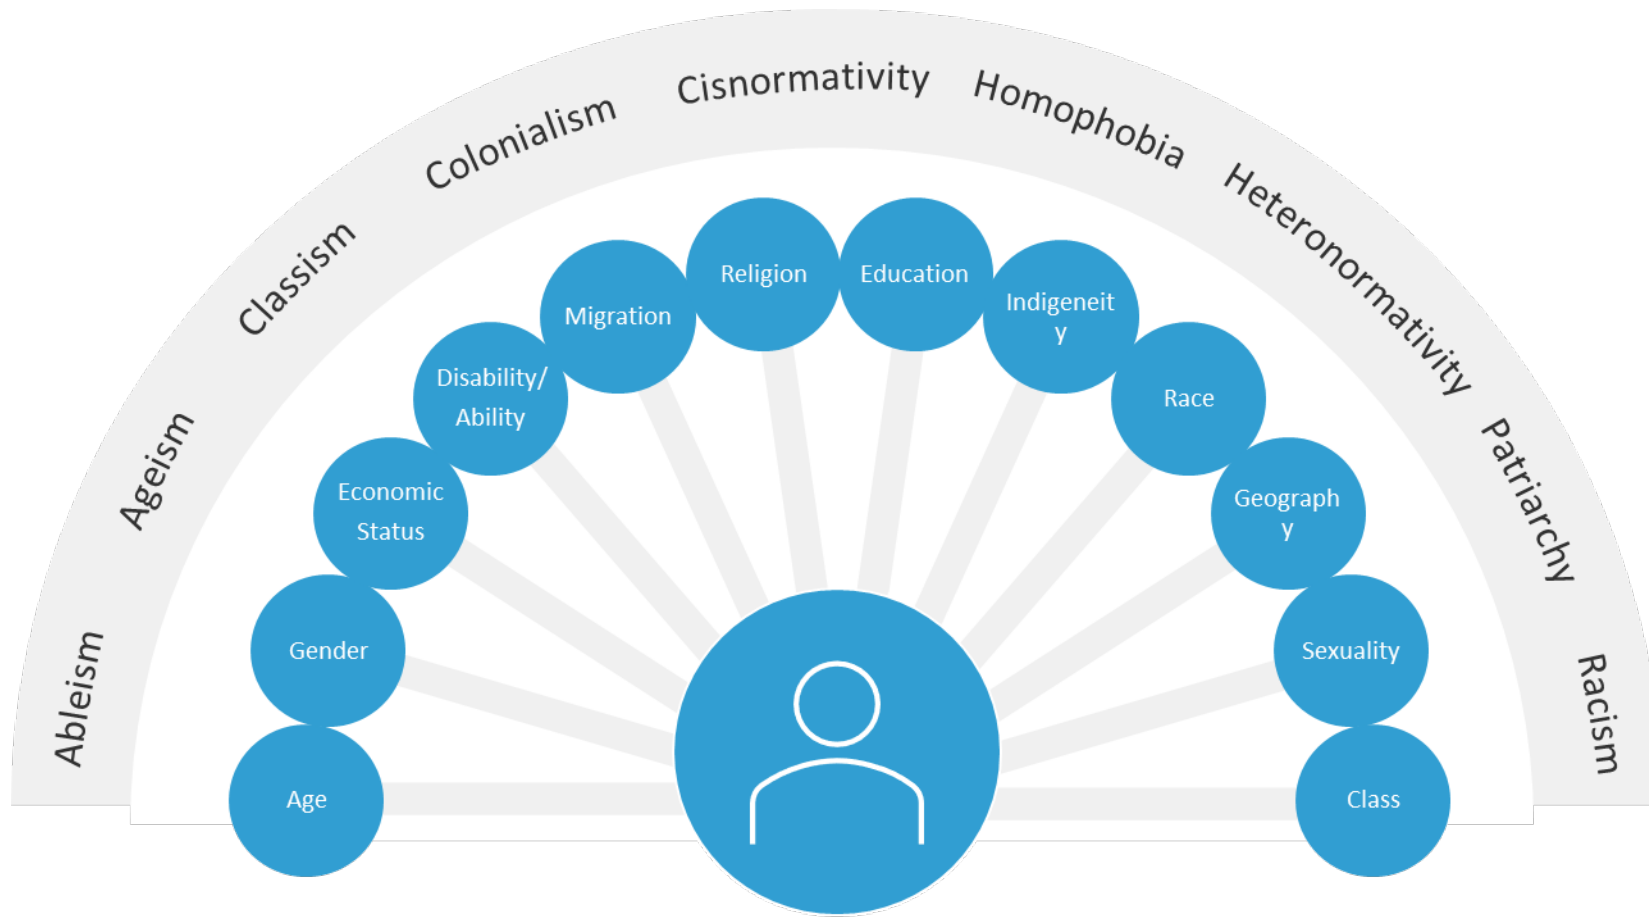 Ableism
Ageism
Classism
Colonialism
Cisnormativity
Homophobia
Heteronormativity
Patriarchy
Racism
Age
Gender
Economic
Status
Disability/
Ability
Migration
Religion
Education
Indigeneit
y
Race
Geograph
y
Sexuality
Class